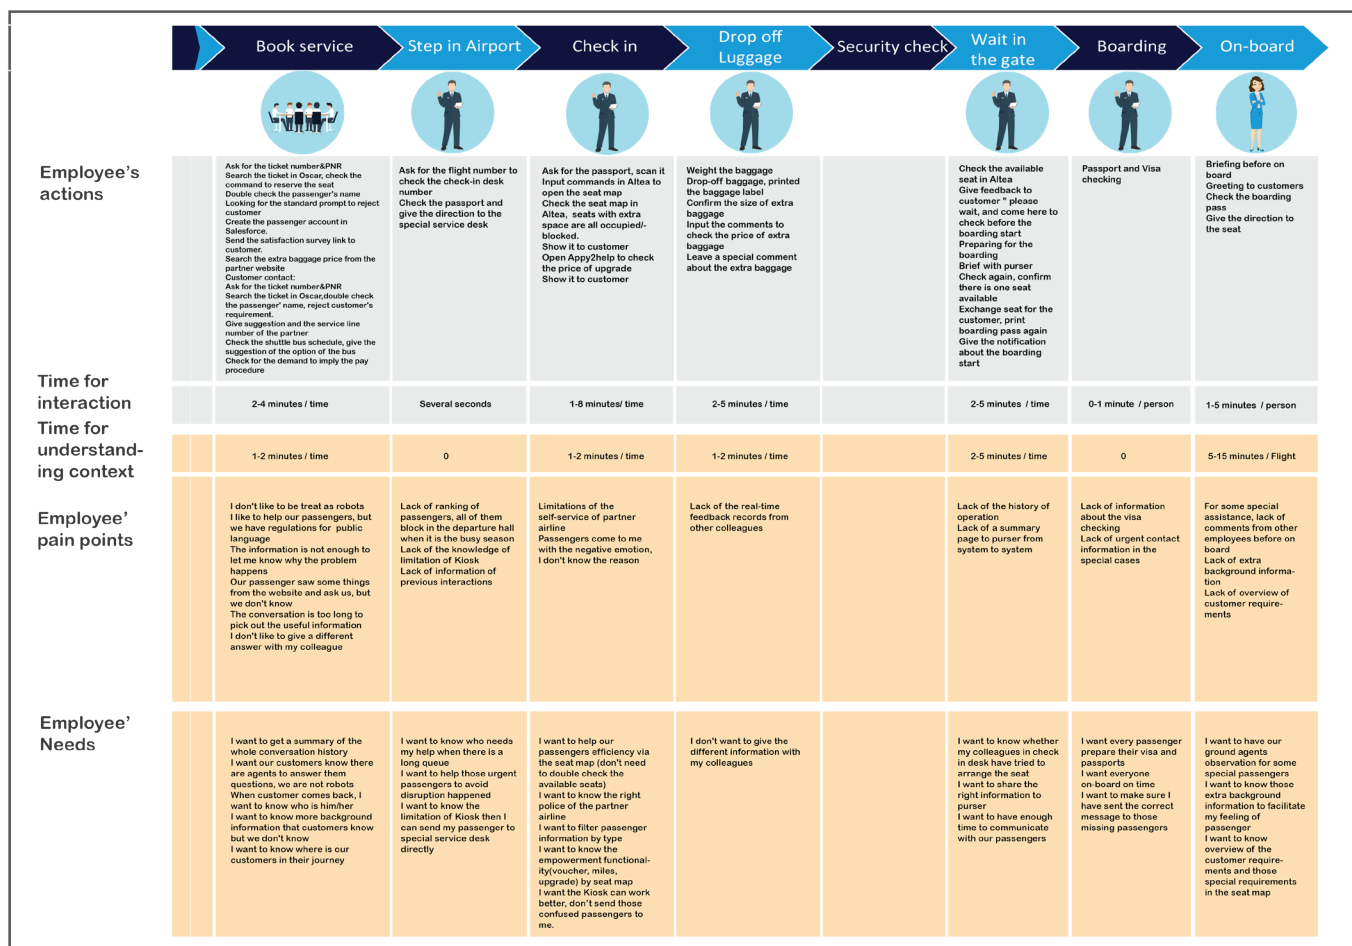 Book service
Step in Airport
Check in
Drop off
Luggage
Security check
Wait in
the gate
Boarding
On-board
Employee's
actions
Ask for the ticket number&PNR
Search the ticket in Oscar, check the
command to reserve the seat
Double check the passenger's name
Looking for the standard prompt to reject
customer
Create the passenger account in
Salesforce.
Send the satisfaction survey link to
customer.
Search the extra baggage price from the
partner website
Customer contact:
Ask for the ticket number&PNR
Search the ticket in Oscar,double check
the passenger' name, reject customer's
requirement.
Give suggestion and the service line
number of the partner
Check the shuttle bus schedule, give the
suggestion of the option of the bus
Check for the demand to imply the pay
procedure
Ask for the flight number to
check the check-in desk
number
Check the passport and
give the direction to the
special service desk
Ask for the passport, scan it
Input commands in Altea to
open the seat map
Check the seat map in
Altea, seats with extra
space are all occupied/-
blocked.
Show it to customer
Open Appy2help to check
the price of upgrade
Show it to customer
Weight the baggage
Drop-off baggage, printed
the baggage label
Confirm the size of extra
baggage
Input the comments to
check the price of extra
baggage
Leave a special comment
about the extra baggage
Check the available
seat in Altea
Give feedback to
customer " please
wait, and come here to
check before the
boarding start
Preparing for the
boarding
Brief with purser
Check again, confirm
there is one seat
available
Exchange seat for the
customer, print
boarding pass again
Give the notification
about the boarding
start
Passport and Visa
checking
Briefing before on
board
Greeting to customers
Check the boarding
pass
Give the direction to
the seat
Time for
interaction
2-4 minutes / time
Several seconds
1-8 minutes/ time
2-5 minutes / time
2-5 minutes / time
0-1 minute / person
1-5 minutes / person
Time for
understand-
ing context
1-2 minutes / time
0
1-2 minutes / time
1-2 minutes / time
2-5 minutes / time
0
5-15 minutes / Flight
Employee'
pain points
I don't like to be treat as robots
I like to help our passengers, but
we have regulations for public
language
The information is not enough to
let me know why the problem
happens
Our passenger saw some things
from the website and ask us, but
we don't know
The conversation is too long to
pick out the useful information
I don't like to give a different
answer with my colleague
Lack of ranking of
passengers, all of them
block in the departure hall
when it is the busy season
Lack of the knowledge of
limitation of Kiosk
Lack of information of
previous interactions
Limitations of the
self-service of partner
airline
Passengers come to me
with the negative emotion,
I don't know the reason
Lack of the real-time
feedback records from
other colleagues
Lack of the history of
operation
Lack of a summary
page to purser from
system to system
Lack of information
about the visa
checking
Lack of urgent contact
information in the
special cases
For some special
assistance, lack of
comments from other
employees before on
board
Lack of extra
background informa-
tion
Lack of overview of
customer require-
ments
Employee'
Needs
I want to get a summary of the
whole conversation history
I want our customers know there
are agents to answer them
questions, we are not robots
When customer comes back, I
want to know who is him/her
I want to know more background
information that customers know
but we don't know
I want to know where is our
customers in their journey
I want to know who needs
my help when there is a
long queue
I want to help those urgent
passengers to avoid
disruption happened
I want to know the
limitation of Kiosk then I
can send my passenger to
special service desk
directly
I want to help our
passengers efficiency via
the seat map (don't need
to double check the
available seats)
I want to know the right
police of the partner
airline
I want to filter passenger
information by type
I want to know the
empowerment functional-
ity(voucher, miles,
upgrade) by seat map
I want the Kiosk can work
better, don't send those
confused passengers to
me.
I don't want to give the
different information with
my colleagues
I want to know whether
my colleagues in check
in desk have tried to
arrange the seat
I want to share the
right information to
purser
I want to have enough
time to communicate
with our passengers
I want every passenger
prepare their visa and
passports
I want everyone
on-board on time
I want to make sure I
have sent the correct
message to those
missing passengers
I want to have our
ground agents
observation for some
special passengers
I want to know those
extra background
information to facilitate
my feeling of
passenger
I want to know
overview of the
customer require-
ments and those
special requirements
in the seat map